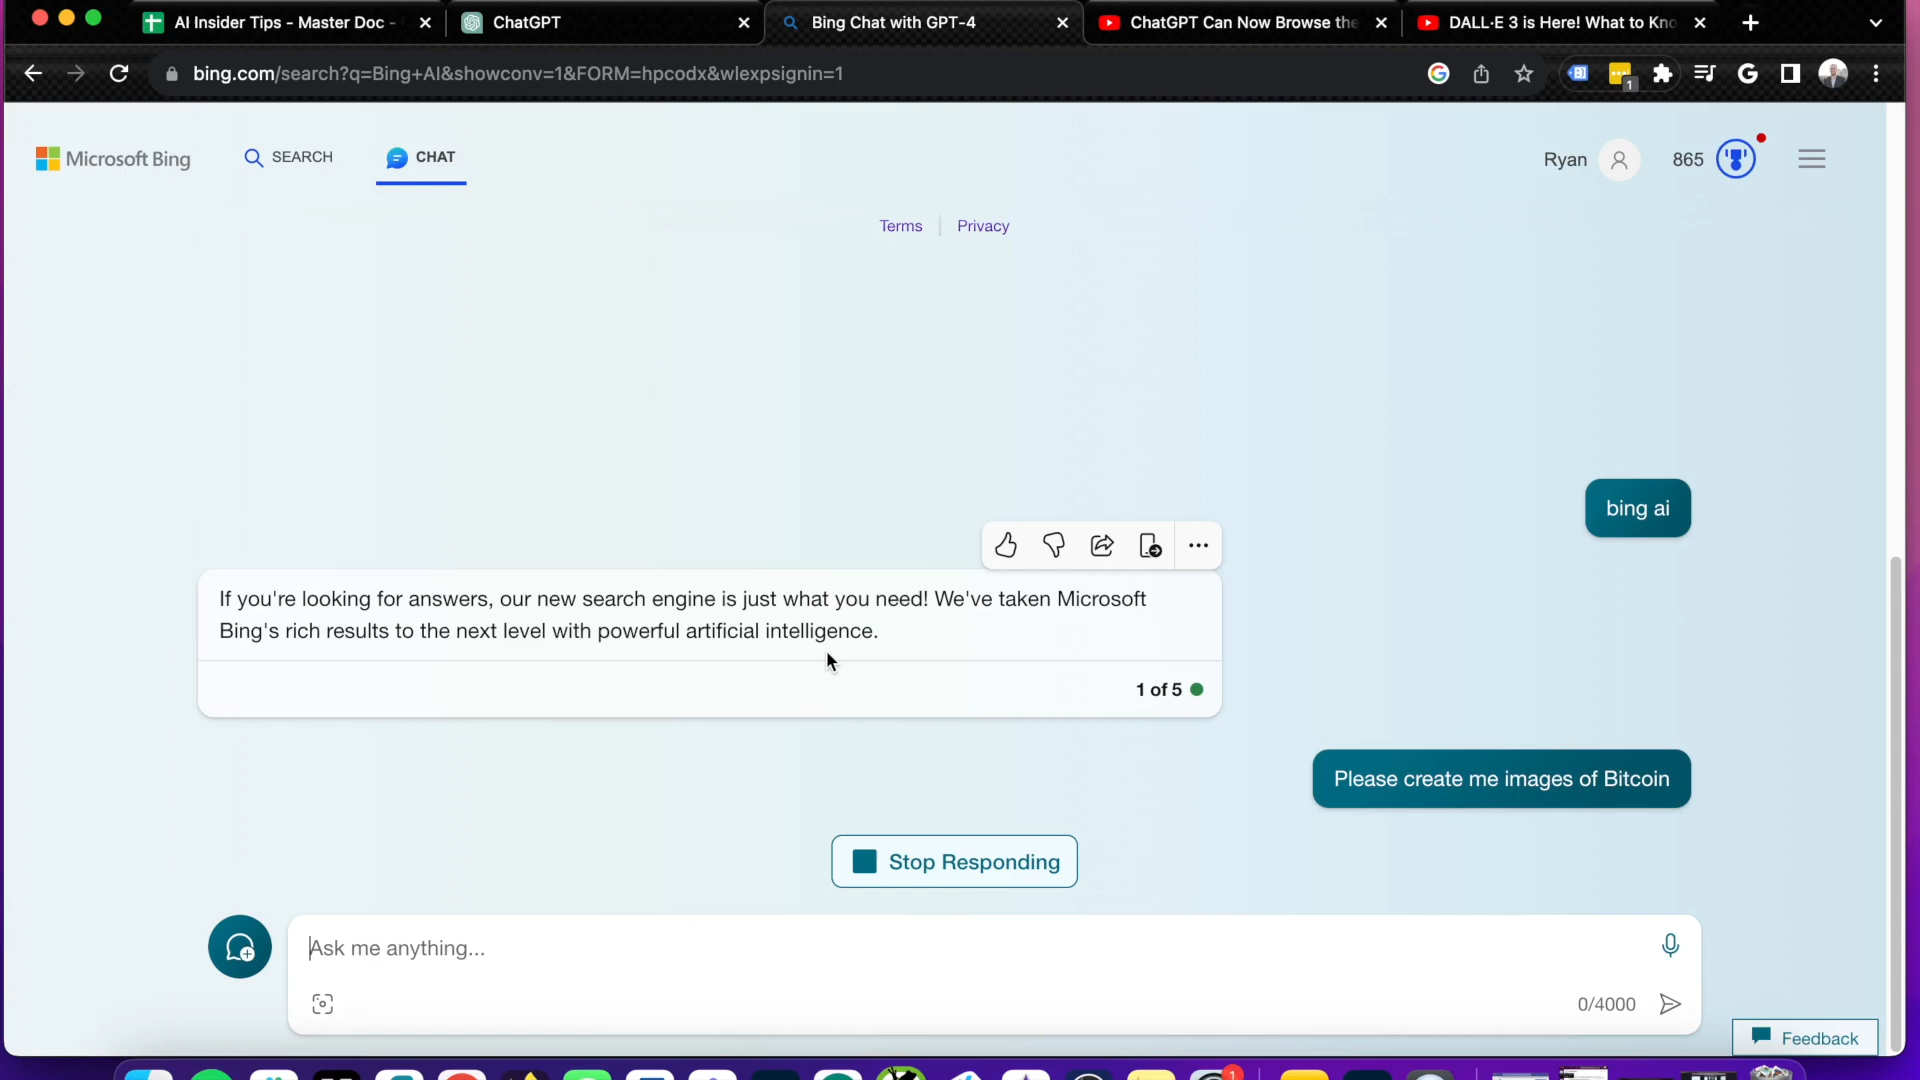 AI Insider Tips - Master Doc -
ChatGPT
Bing Chat with GPT-4
ChatGPT Can Now Browse the
DALL·E 3 is Here! What to Kno
bing.com/search?q=Bing+AI&showconv=1&FORM=hpcodx&wlexpsignin=1
1
Microsoft Bing
SEARCH
CHAT
Ryan
865
Terms
Privacy
bing ai
If you're looking for answers, our new search engine is just what you need! We've taken Microsoft
Bing's rich results to the next level with powerful artificial intelligence.
1 of 5
Please create me images of Bitcoin
Stop Responding
Ask me anything...
0/4000
Feedback
1